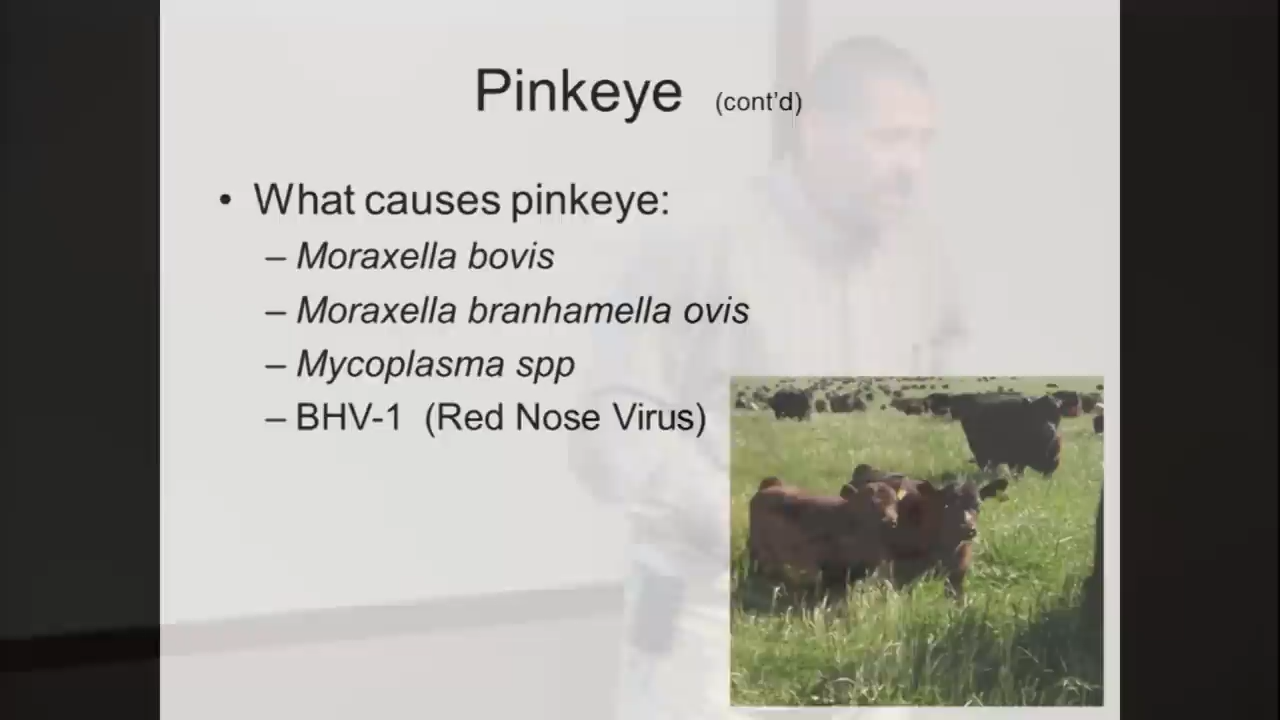 Pinkeye (cont'd)
• What causes pinkeye:
– Moraxella bovis
– Moraxella branhamella ovis
– Mycoplasma spp
– BHV-1 (Red Nose Virus)